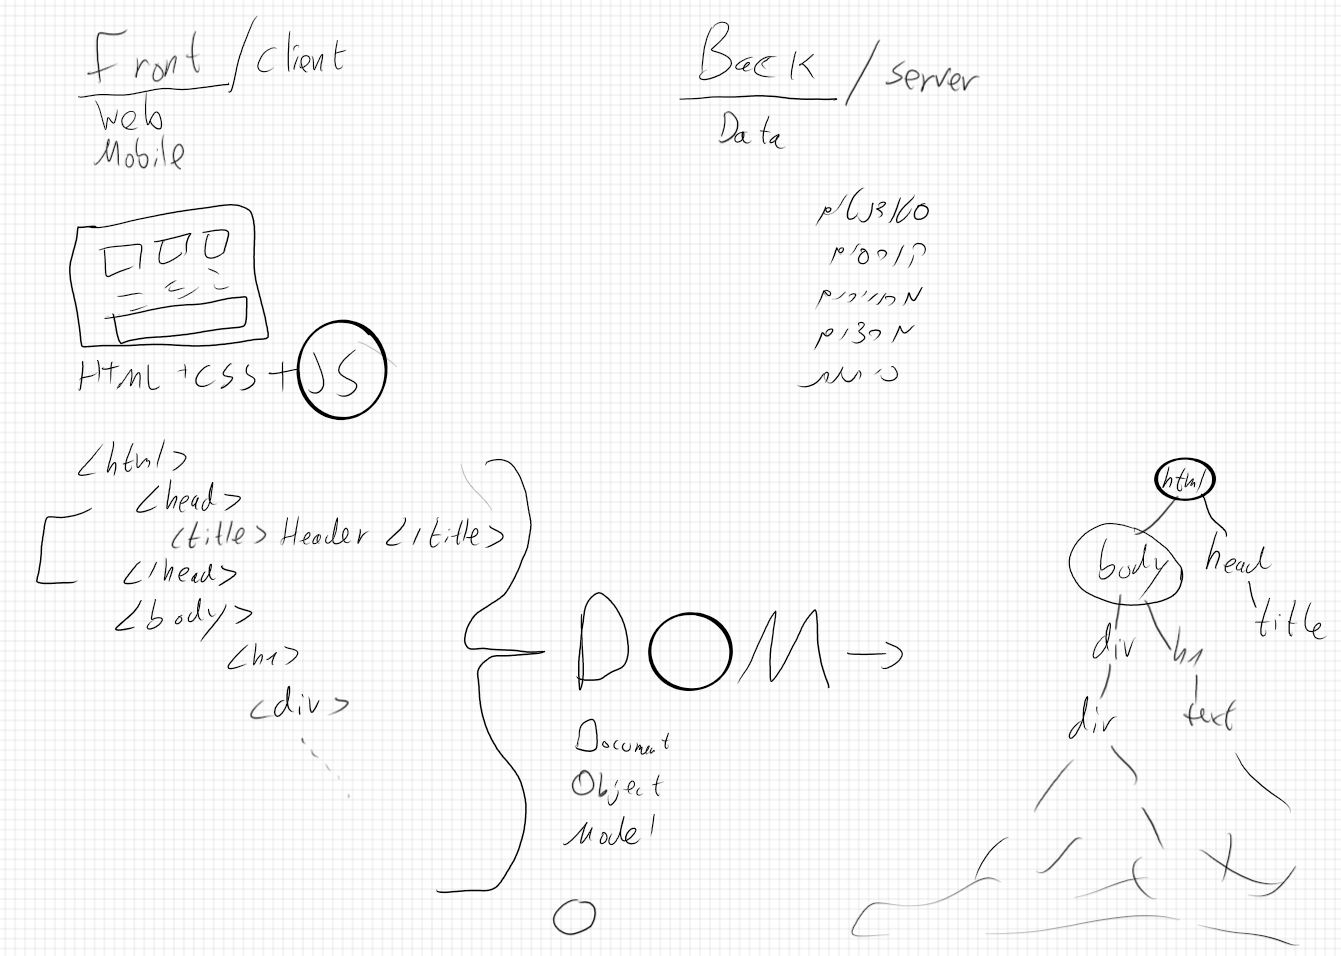 Front / client
Web
Mobile
HTML + CSS + JS
Back / server
Data
סטודנטים
קורסים
מחירים
מרצים
כיתות
<html>
<head>
<title> Header </title>
</head>
<body>
<h1>
<div>
DOM →
Document
Object
Model
html
body head
div h1 title
div text